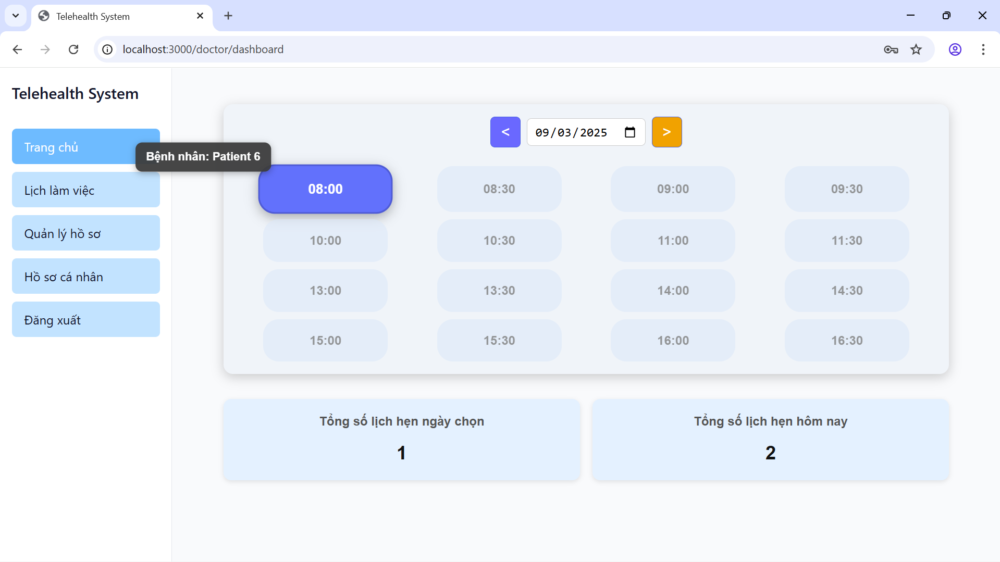 Telehealth System
localhost:3000/doctor/dashboard
Telehealth System
Trang chủ
Lịch làm việc
Quản lý hồ sơ
Hồ sơ cá nhân
Đăng xuất
< 09/03/2025 >
Bệnh nhân: Patient 6
08:00 08:30 09:00 09:30
10:00 10:30 11:00 11:30
13:00 13:30 14:00 14:30
15:00 15:30 16:00 16:30
Tổng số lịch hẹn ngày chọn
1
Tổng số lịch hẹn hôm nay
2